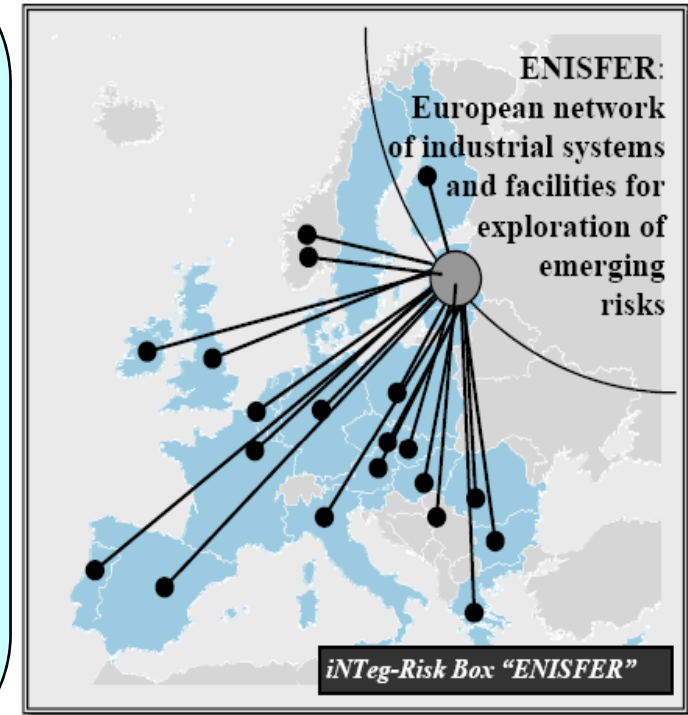 ENISFER:
European network
of industrial systems
and facilities for
exploration of
emerging
risks
iNTeg-Risk Box “ENISFER”